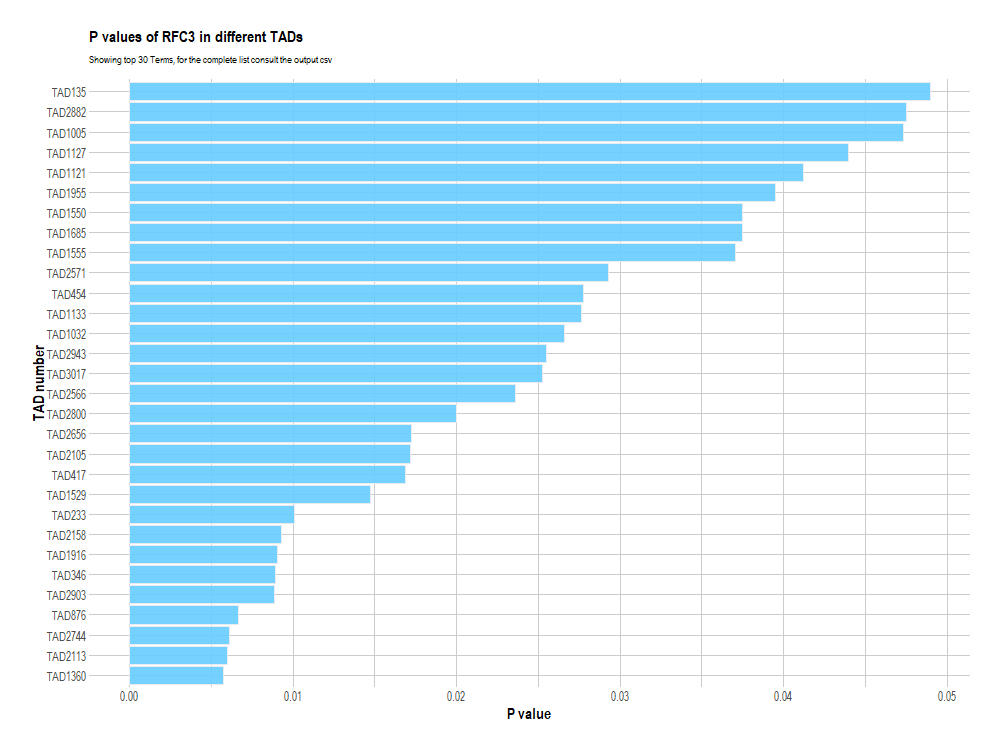 P values of RFC3 in different TADs
Showing top 30 Terms, for the complete list consult the output csv
TAD number
TAD135
TAD2882
TAD1005
TAD1127
TAD1121
TAD1955
TAD1550
TAD1685
TAD1555
TAD2571
TAD454
TAD1133
TAD1032
TAD2943
TAD3017
TAD2566
TAD2800
TAD2656
TAD2105
TAD417
TAD1529
TAD233
TAD2158
TAD1916
TAD346
TAD2903
TAD876
TAD2744
TAD2113
TAD1360
0.00 0.01 0.02 0.03 0.04 0.05
P value